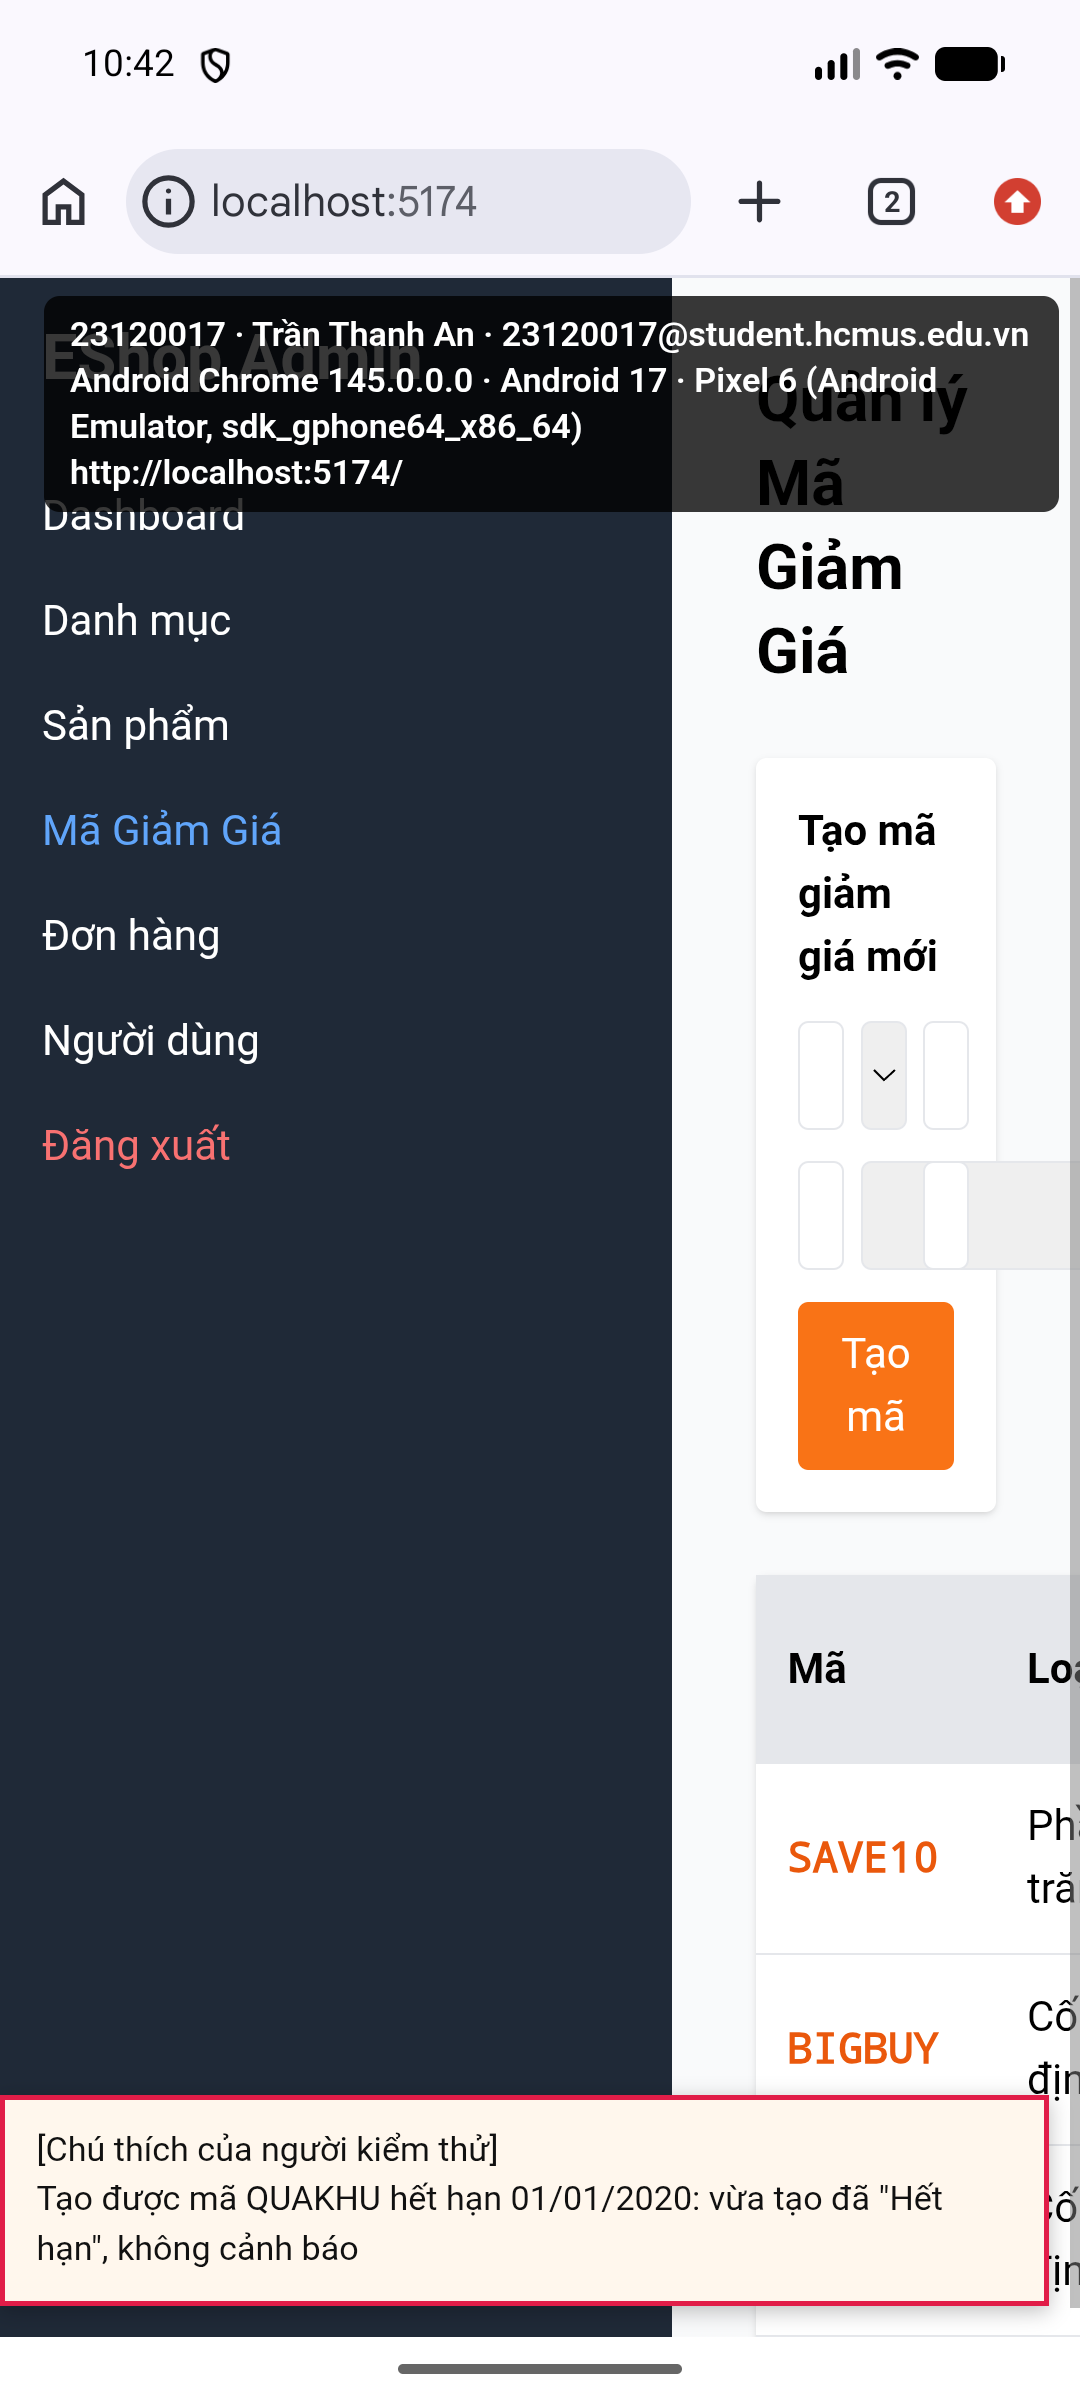 10:42
localhost:5174
2
23120017 · Trần Thanh An · 23120017@student.hcmus.edu.vn
Android Chrome 145.0.0.0 · Android 17 · Pixel 6 (Android
Emulator, sdk_gphone64_x86_64)
http://localhost:5174/
EShop Admin
Dashboard
Danh mục
Sản phẩm
Mã Giảm Giá
Đơn hàng
Người dùng
Đăng xuất
Quản lý
Mã
Giảm
Giá
Tạo mã
giảm
giá mới
Tạo
mã
Mã
SAVE10
BIGBUY
[Chú thích của người kiểm thử]
Tạo được mã QUAKHU hết hạn 01/01/2020: vừa tạo đã "Hết
hạn", không cảnh báo